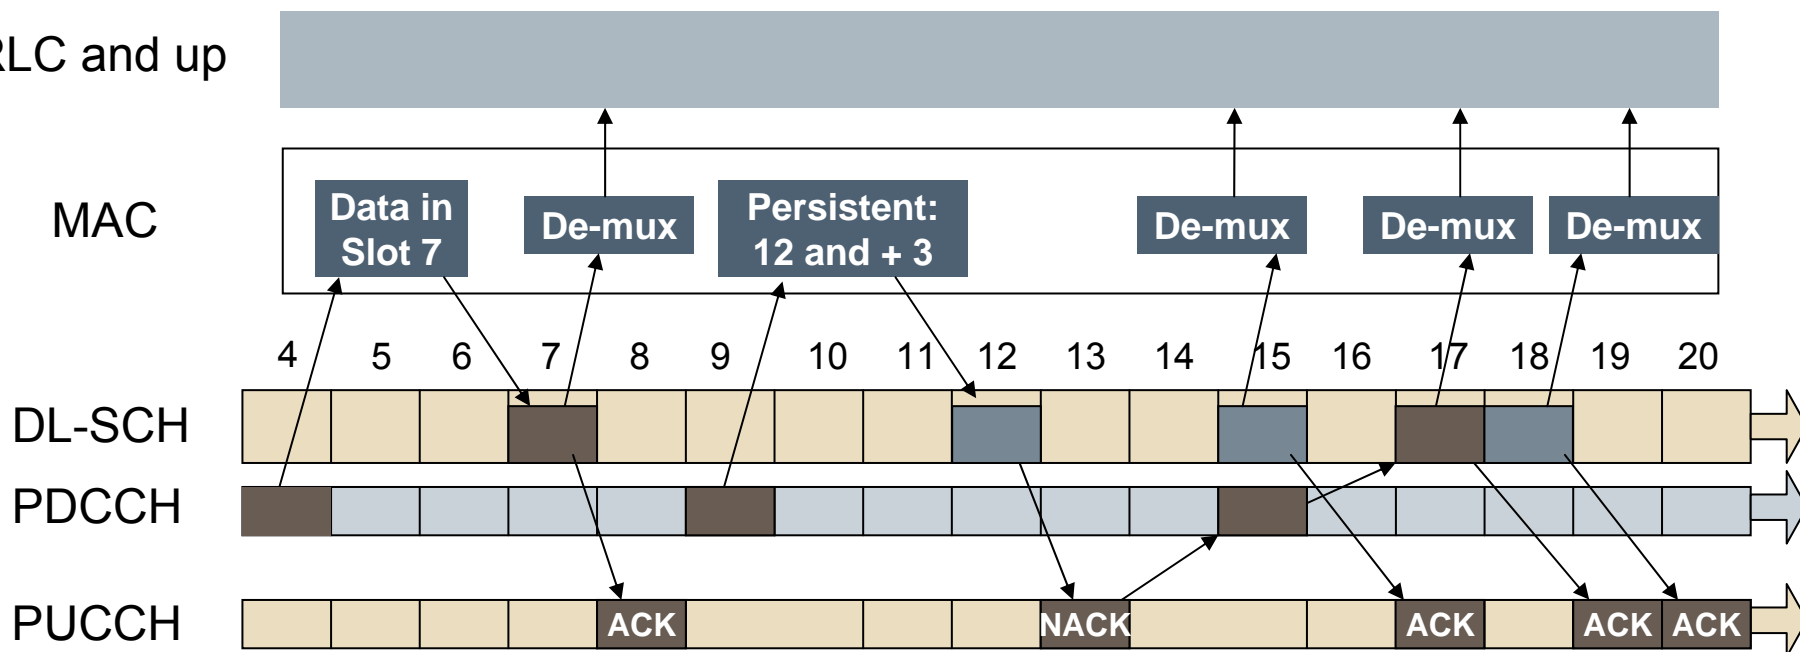 RLC and up
MAC
Data in
Slot 7
De-mux
Persistent:
12 and + 3
De-mux
De-mux
De-mux
4 5 6 7 8 9 10 11 12 13 14 15 16 17 18 19 20
DL-SCH
PDCCH
PUCCH
ACK NACK ACK ACK ACK